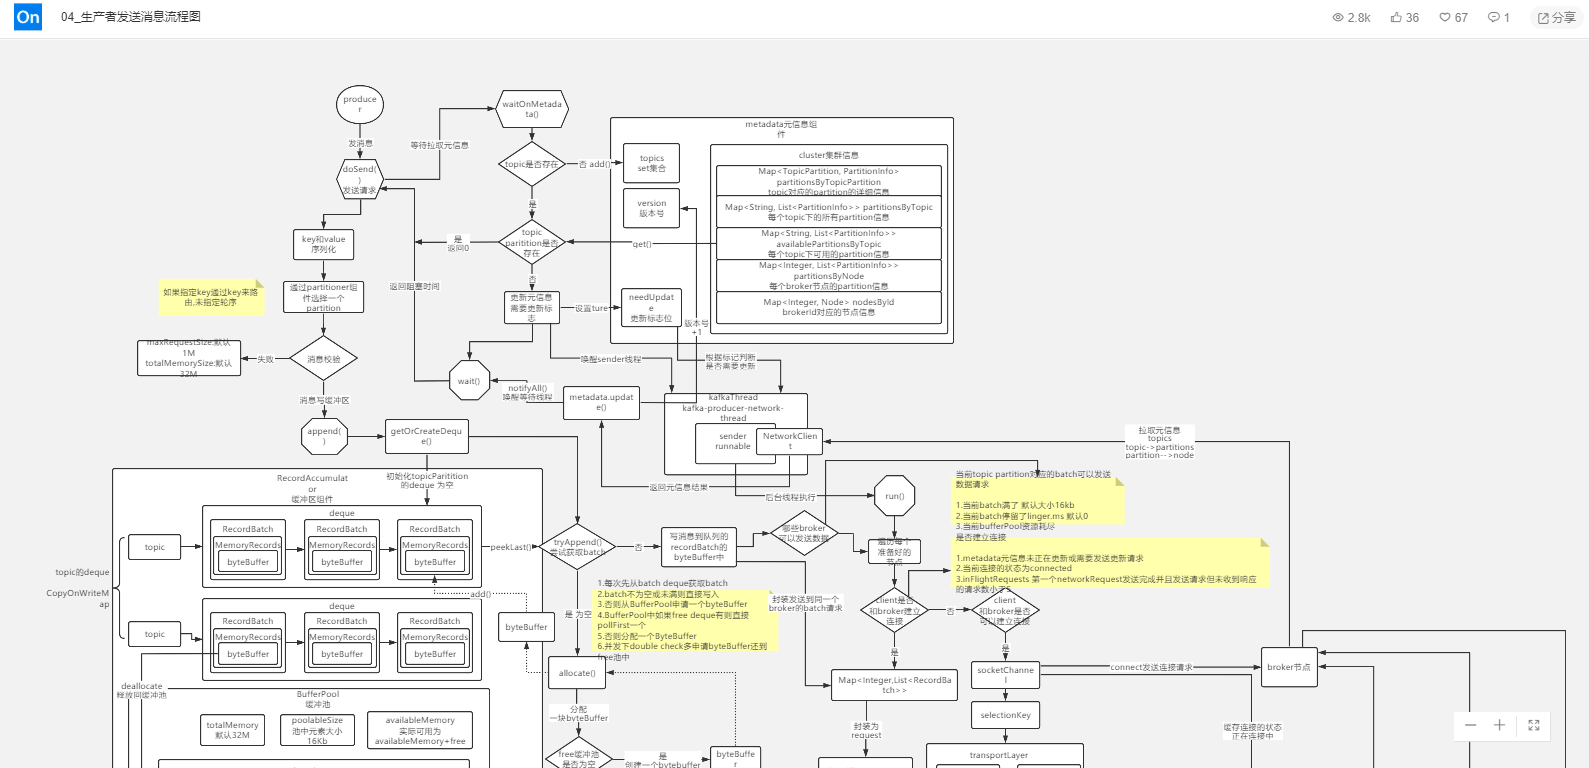 On
04_生产者发送消息流程图
2.8k
36
67
1
分享
produce
r
发消息
doSend(
)
发送请求
等待拉取元信息
waitOnMetada
ta()
topic是否存在
否 add()
是
topic
paritition是否
存在
是
返回0
否
更新元信息
需要更新标
志
设置ture
返回阻塞时间
key和value
序列化
通过partitioner组
件选择一个
partition
如果指定key通过key来路
由,未指定轮序
消息校验
失败
maxRequestSize:默认
1M
totalMemorySize:默认
32M
消息写缓冲区
append(
)
getOrCreateDequ
e()
wait()
notifyAll()
唤醒等待线程
metadata.updat
e()
唤醒sender线程
metadata元信息组
件
topics
set集合
version
版本号
get()
needUpdat
e
更新标志位
版本号
+1
cluster集群信息
Map<TopicPartition, PartitionInfo>
partitionsByTopicPartition
topic对应的partition的详细信息
Map<String, List<PartitionInfo>> partitionsByTopic
每个topic下的所有partition信息
Map<String, List<PartitionInfo>>
availablePartitionsByTopic
每个topic下可用的partition信息
Map<Integer, List<PartitionInfo>>
partitionsByNode
每个broker节点的partition信息
Map<Integer, Node> nodesById
brokerId对应的节点信息
根据标记判断
是否需要更新
kafkaThread
kafka-producer-network-
thread
sender
runnable
NetworkClien
t
返回元信息结果
后台线程执行
run()
拉取元信息
topics
topic->partitions
partition-->node
当前topic partition对应的batch可以发送
数据请求
1.当前batch满了 默认大小16kb
2.当前batch停留了linger.ms 默认0
3.当前bufferPool资源耗尽
是否建立连接
1.metadata元信息未正在更新或需要发送更新请求
2.当前连接的状态为connected
3.inFlightRequests 第一个networkRequest发送完成并且发送请求但未收到响应
的请求数小于5
RecordAccumulat
or
缓冲区组件
初始化topicParitition
的deque 为空
deque
RecordBatch
MemoryRecords
byteBuffer
RecordBatch
MemoryRecords
byteBuffer
RecordBatch
MemoryRecords
byteBuffer
topic
peekLast()
tryAppend()
尝试获取batch
否
写消息到队列的
recordBatch的
byteBuffer中
哪些broker
可以发送数据
遍历每个
准备好的
节点
topic的deque
CopyOnWriteM
ap
add()
deque
RecordBatch
MemoryRecords
byteBuffer
RecordBatch
MemoryRecords
byteBuffer
RecordBatch
MemoryRecords
byteBuffer
topic
byteBuffer
是 为空
1.每次先从batch deque获取batch
2.batch不为空或未满则直接写入
3.否则从BufferPool申请一个byteBuffer
4.BufferPool中如果free deque有则直接
pollFirst一个
5.否则分配一个ByteBuffer
6.并发下double check多申请byteBuffer还到
free池中
封装发送到同一个
broker的batch请求
client是否
和broker建立
连接
否
client
和broker是否
可以建立连接
是
是
allocate()
Map<Integer,List<RecordBa
tch>>
socketChanne
l
connect发送连接请求
broker节点
selectionKey
缓存连接的状态
正在连接中
transportLayer
封装为
request
deallocate
释放回缓冲池
BufferPool
缓冲池
totalMemory
默认32M
poolableSize
池中元素大小
16Kb
availableMemory
实际可用为
availableMemory+free
分配
一块byteBuffer
free缓冲池
是否为空
是
创建一个bytebuffer
byteBuffe
r